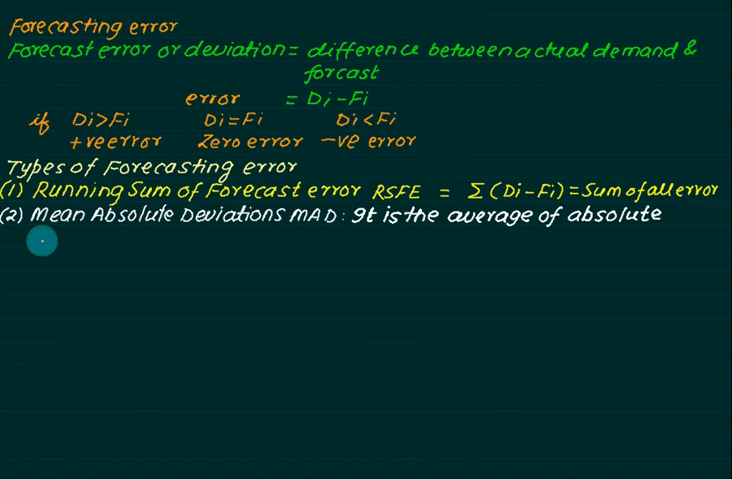 Forecasting error
Forecast error or deviation = difference between actual demand &
forcast
error = Di - Fi
if Di > Fi Di = Fi Di < Fi
+ve error Zero error -ve error
Types of Forecasting error
(1) Running Sum of Forecast error RSFE = Σ (Di - Fi) = Sum of all error
(2) Mean Absolute Deviations MAD: It is the average of absolute